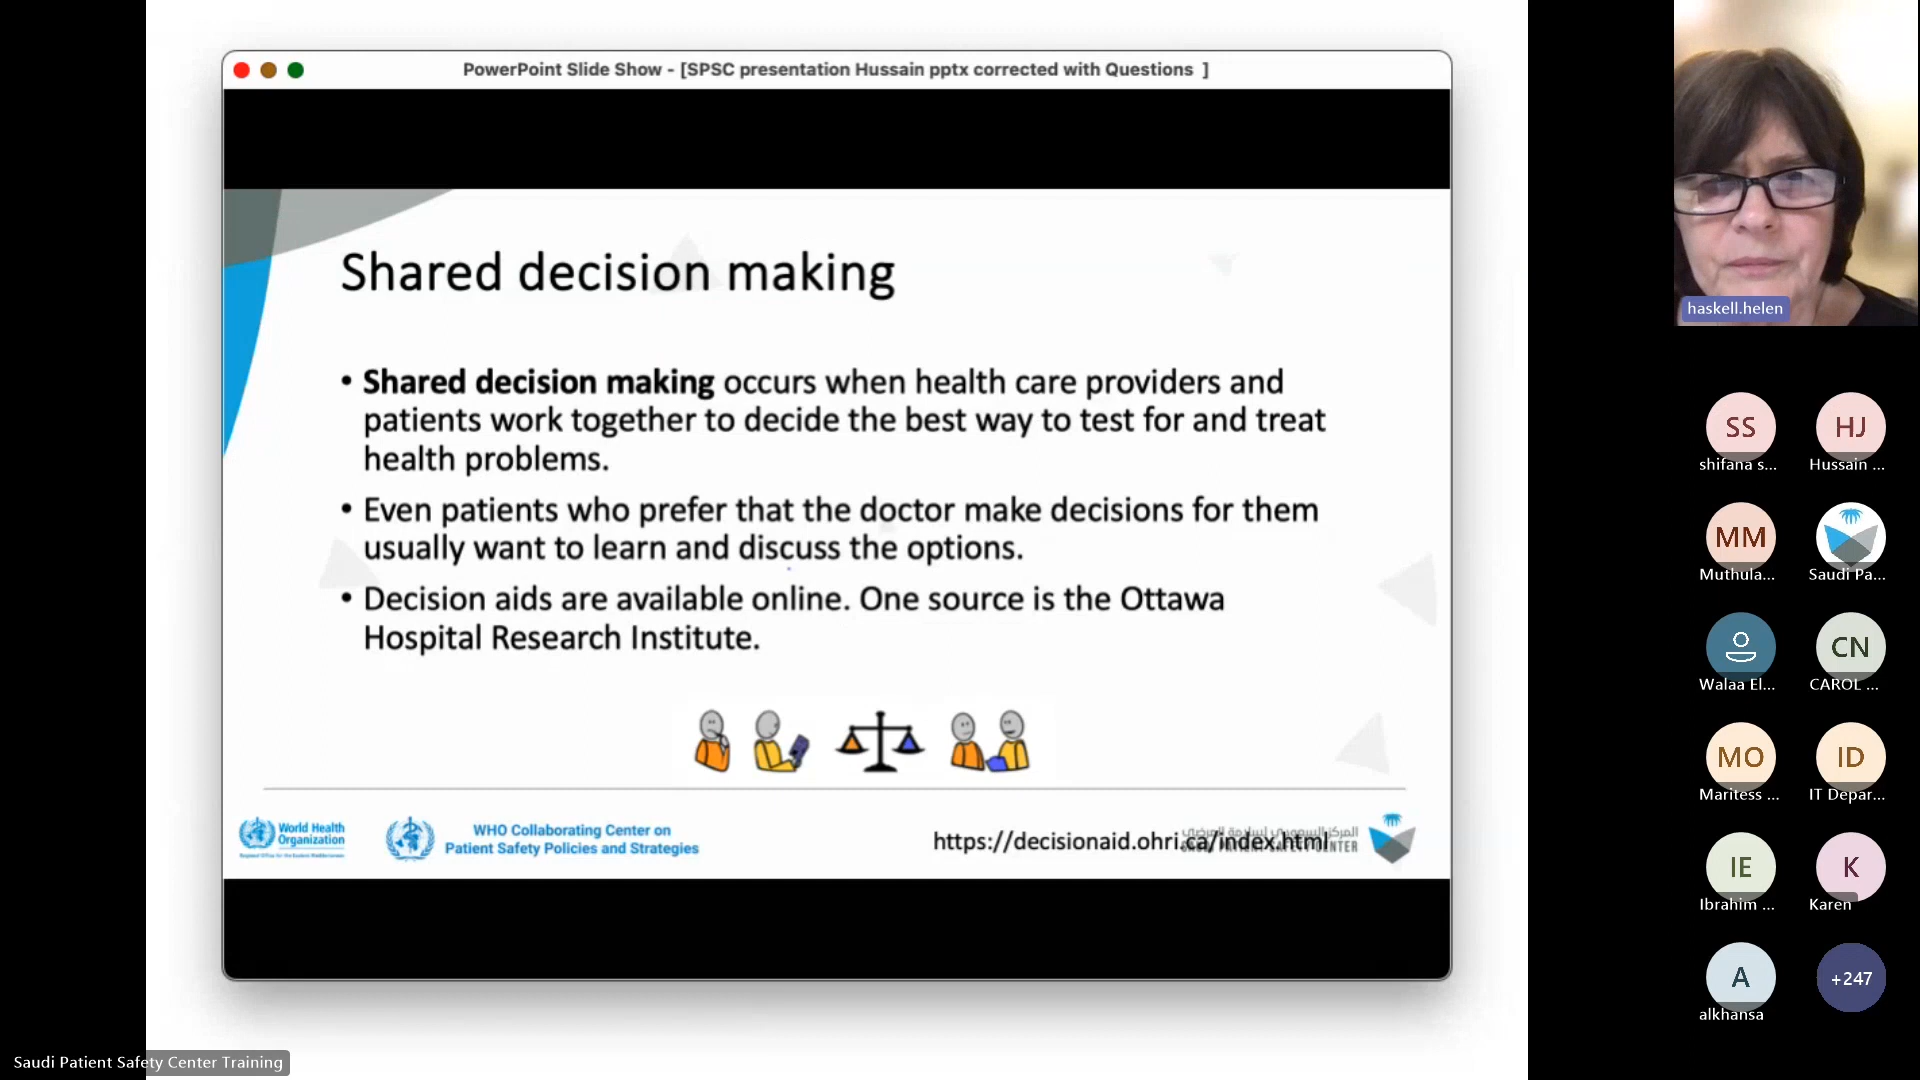 PowerPoint Slide Show - [SPSC presentation Hussain pptx corrected with Questions ]
haskell.helen
Shared decision making
• Shared decision making occurs when health care providers and
patients work together to decide the best way to test for and treat
health problems.
• Even patients who prefer that the doctor make decisions for them
usually want to learn and discuss the options.
• Decision aids are available online. One source is the Ottawa
Hospital Research Institute.
World Health
Organization
WHO Collaborating Center on
Patient Safety Policies and Strategies
https://decisionaid.ohri.ca/index.html
المركز السعودي لسلامة المرضى
SS
shifana s...
HJ
Hussain ...
MM
Muthula...
Saudi Pa...
Walaa El...
CN
CAROL ...
MO
Maritess ...
ID
IT Depar...
IE
Ibrahim ...
K
Karen
A
alkhansa
+247
Saudi Patient Safety Center Training